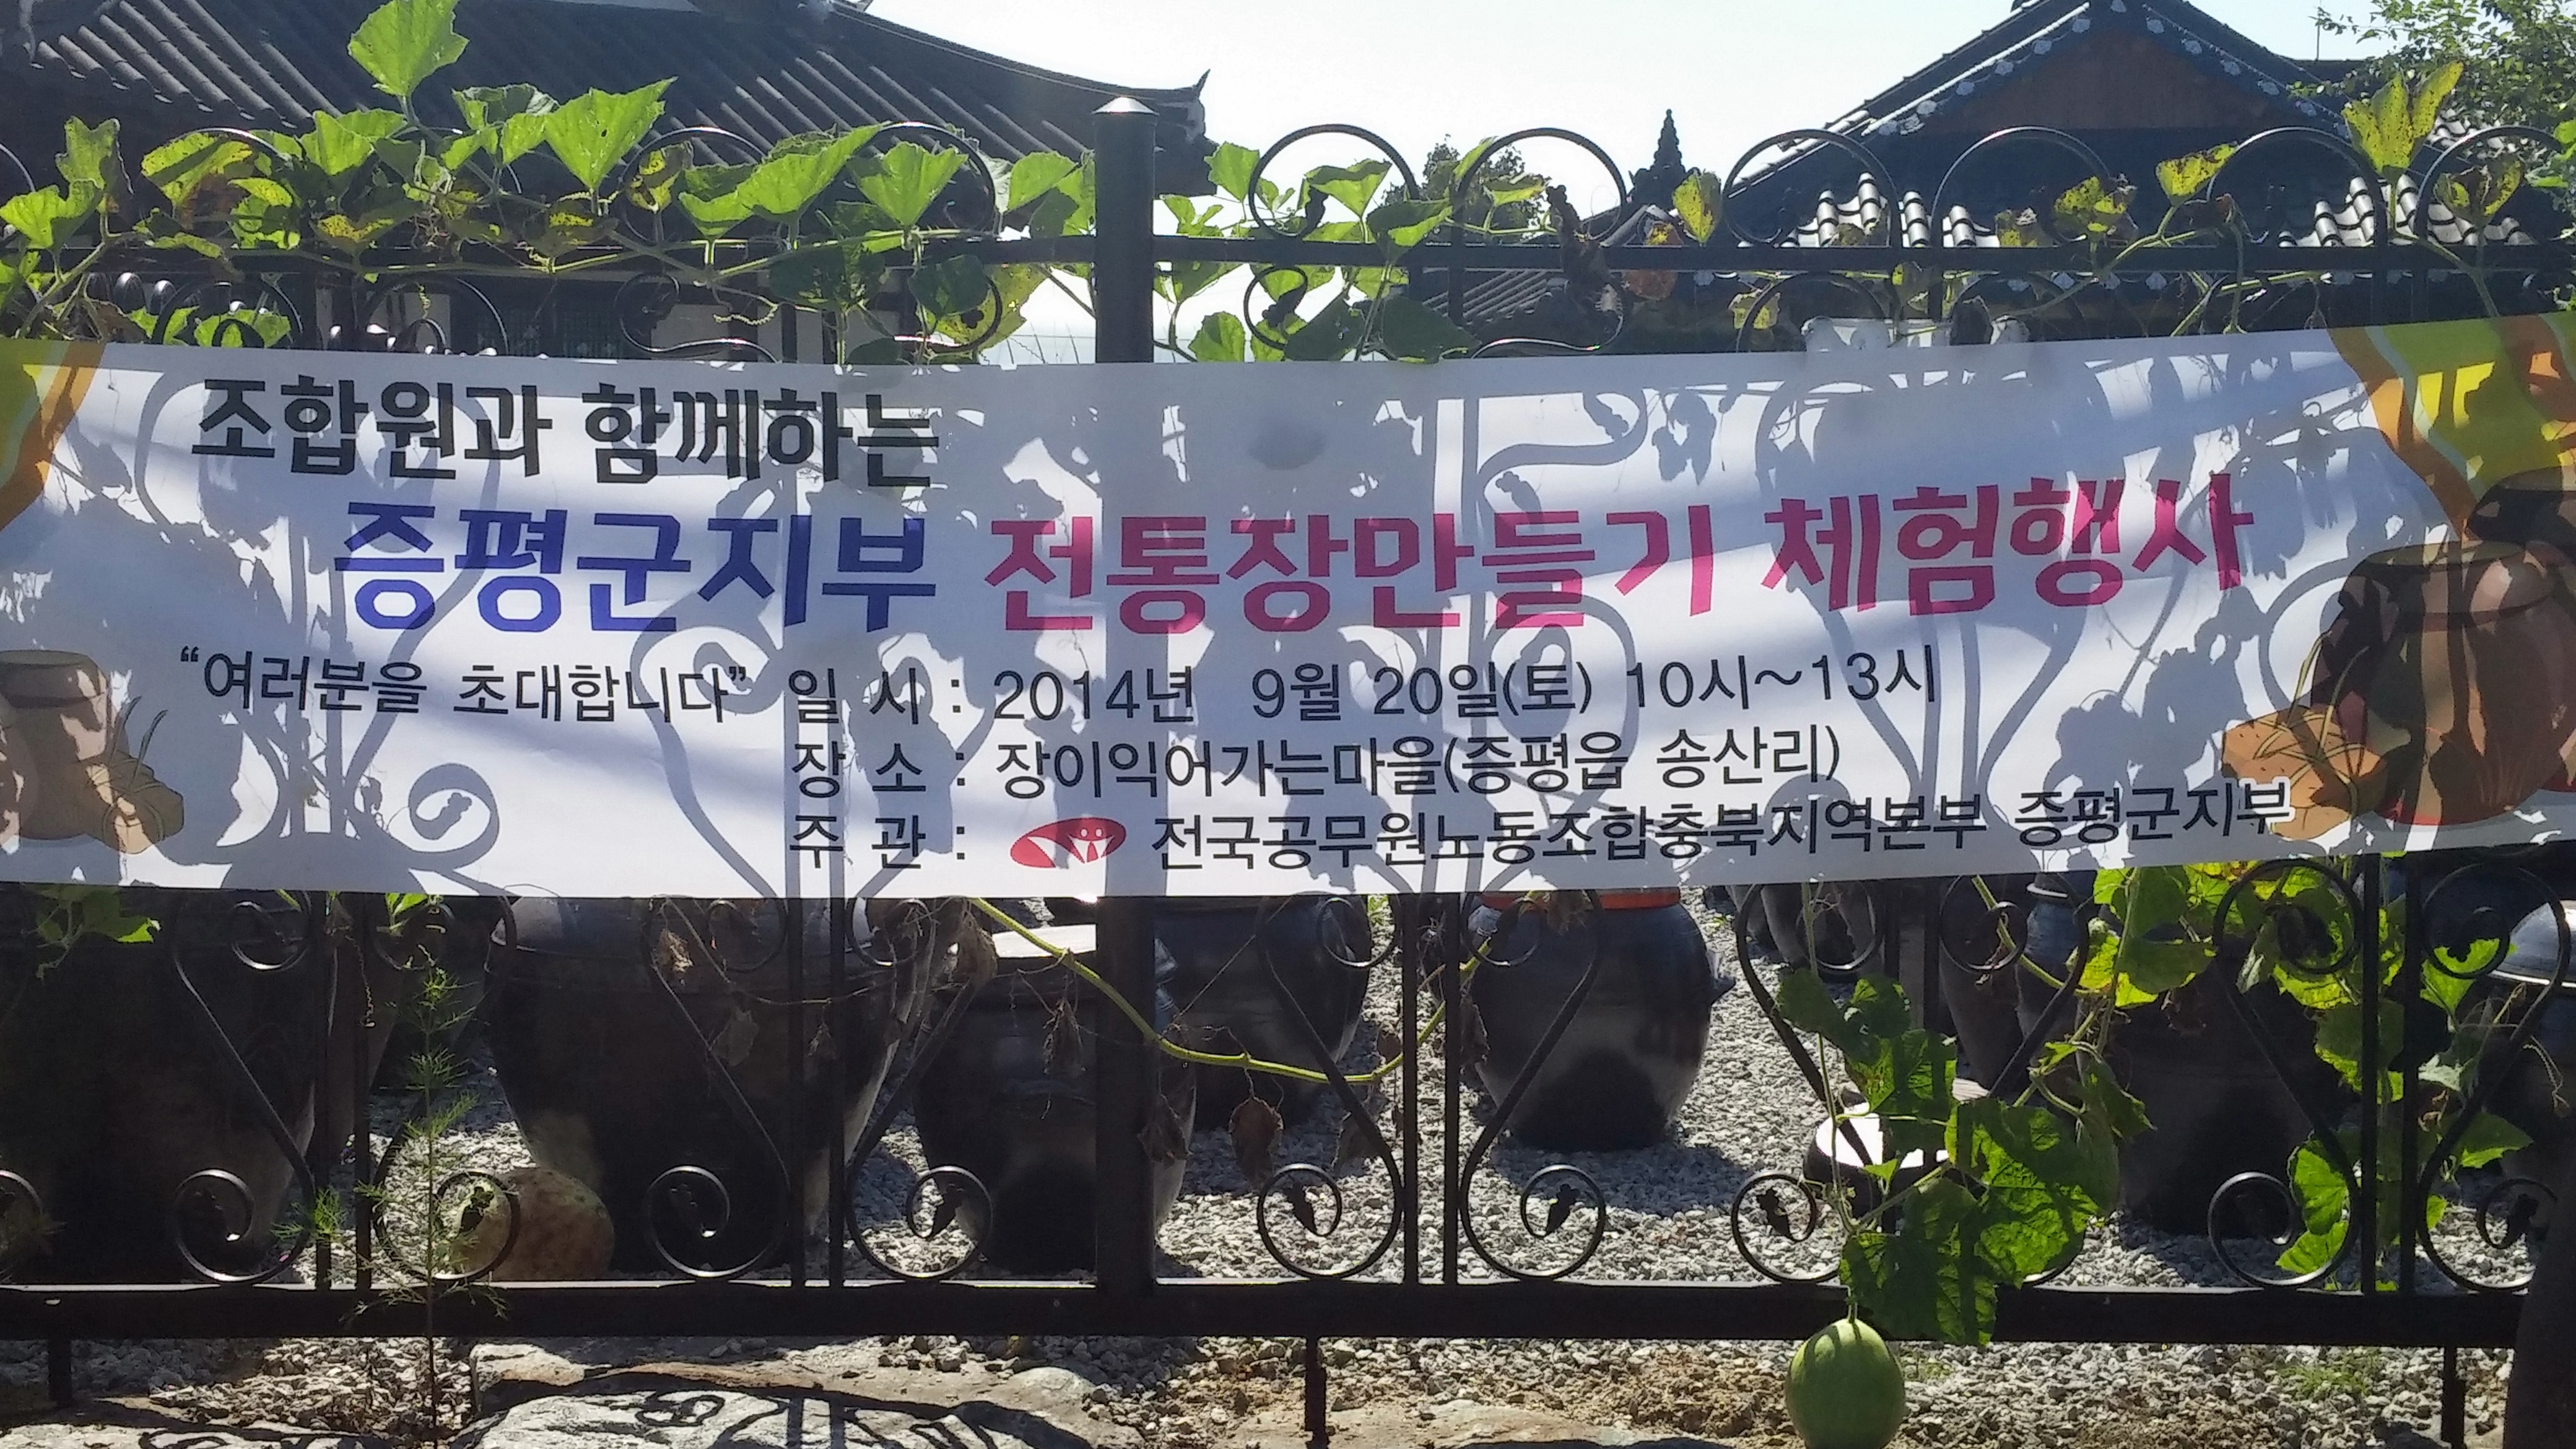 조합원과 함께하는
증평군지부 전통장만들기 체험행사
“여러분을 초대합니다” 일 시 : 2014년 9월 20일(토) 10시~13시
장 소 : 장이익어가는마을(증평읍 송산리)
주 관 : 전국공무원노동조합충북지역본부 증평군지부